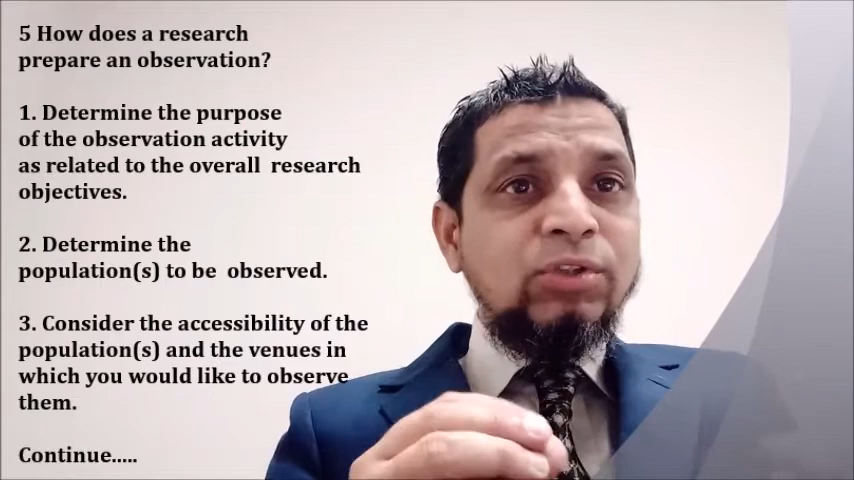 5 How does a research
prepare an observation?
1. Determine the purpose
of the observation activity
as related to the overall research
objectives.
2. Determine the
population(s) to be observed.
3. Consider the accessibility of the
population(s) and the venues in
which you would like to observe
them.
Continue.....